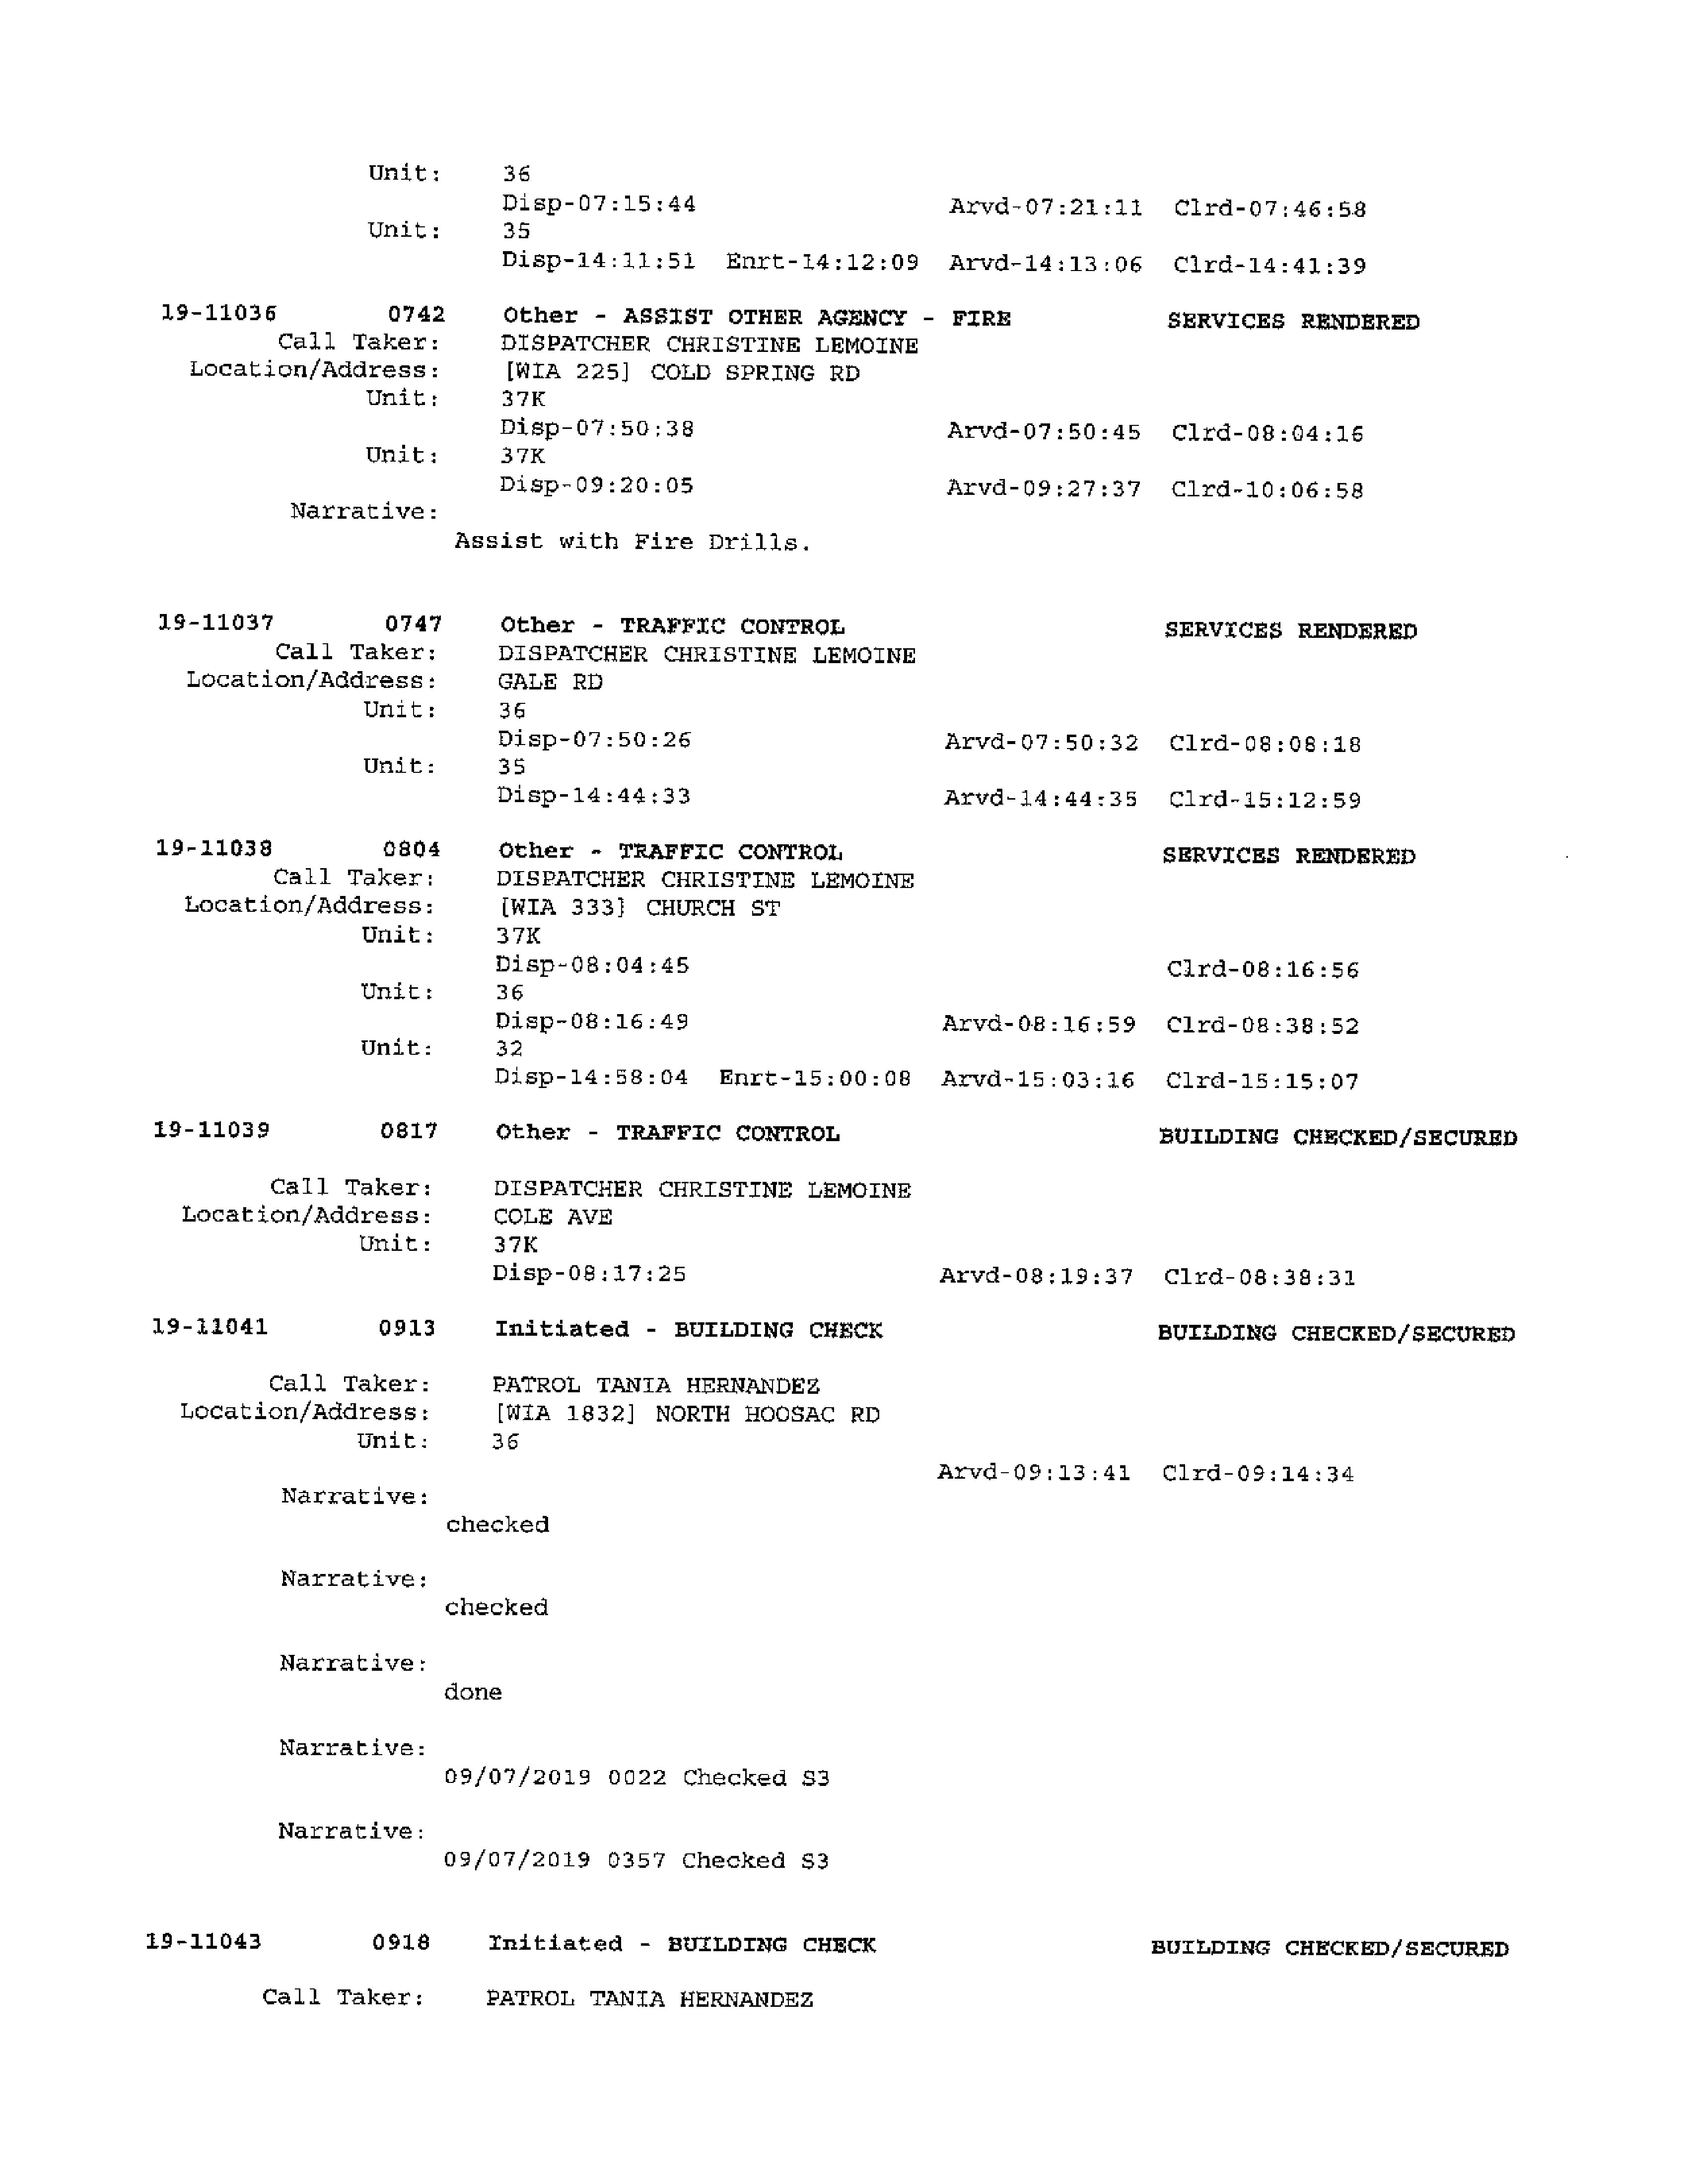 Unit: 36
Disp-07:15:44 Arvd-07:21:11 Clrd-07:46:58
Unit: 35
Disp-14:11:51 Enrt-14:12:09 Arvd-14:13:06 Clrd-14:41:39
19-11036 0742 Other - ASSIST OTHER AGENCY - FIRE SERVICES RENDERED
Call Taker: DISPATCHER CHRISTINE LEMOINE
Location/Address: [WIA 225] COLD SPRING RD
Unit: 37K
Disp-07:50:38 Arvd-07:50:45 Clrd-08:04:16
Unit: 37K
Disp-09:20:05 Arvd-09:27:37 Clrd-10:06:58
Narrative:
Assist with Fire Drills.
19-11037 0747 Other - TRAFFIC CONTROL SERVICES RENDERED
Call Taker: DISPATCHER CHRISTINE LEMOINE
Location/Address: GALE RD
Unit: 36
Disp-07:50:26 Arvd-07:50:32 Clrd-08:08:18
Unit: 35
Disp-14:44:33 Arvd-14:44:35 Clrd-15:12:59
19-11038 0804 Other - TRAFFIC CONTROL SERVICES RENDERED
Call Taker: DISPATCHER CHRISTINE LEMOINE
Location/Address: [WIA 333] CHURCH ST
Unit: 37K
Disp-08:04:45 Clrd-08:16:56
Unit: 36
Disp-08:16:49 Arvd-08:16:59 Clrd-08:38:52
Unit: 32
Disp-14:58:04 Enrt-15:00:08 Arvd-15:03:16 Clrd-15:15:07
19-11039 0817 Other - TRAFFIC CONTROL BUILDING CHECKED/SECURED
Call Taker: DISPATCHER CHRISTINE LEMOINE
Location/Address: COLE AVE
Unit: 37K
Disp-08:17:25 Arvd-08:19:37 Clrd-08:38:31
19-11041 0913 Initiated - BUILDING CHECK BUILDING CHECKED/SECURED
Call Taker: PATROL TANIA HERNANDEZ
Location/Address: [WIA 1832] NORTH HOOSAC RD
Unit: 36
Arvd-09:13:41 Clrd-09:14:34
Narrative:
checked
Narrative:
checked
Narrative:
done
Narrative:
09/07/2019 0022 Checked S3
Narrative:
09/07/2019 0357 Checked S3
19-11043 0918 Initiated - BUILDING CHECK BUILDING CHECKED/SECURED
Call Taker: PATROL TANIA HERNANDEZ